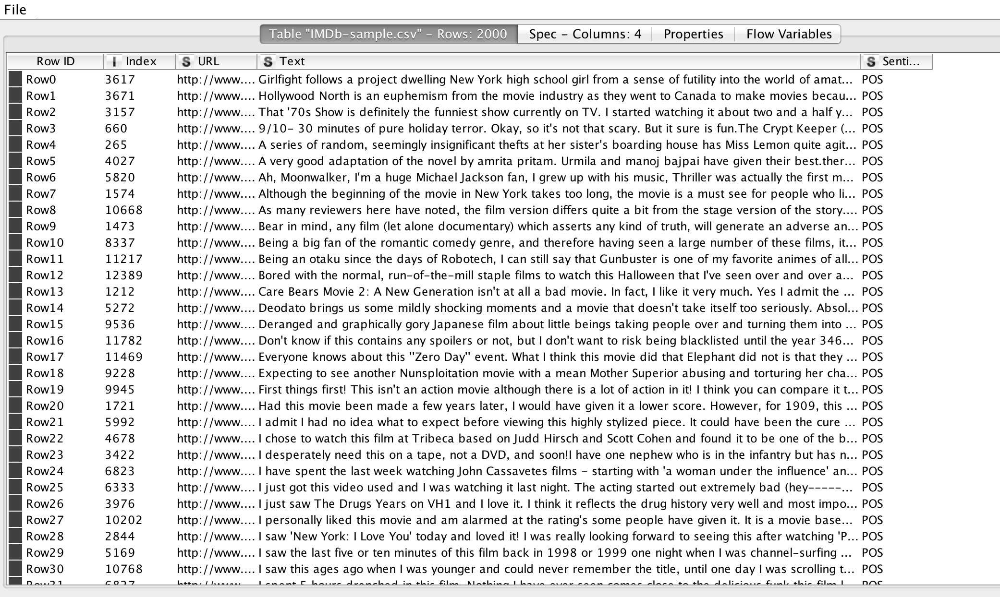 File
Table "IMDb-sample.csv" – Rows: 2000 Spec – Columns: 4 Properties Flow Variables
Row ID I Index S URL S Text S Senti...
Row0 3617 http://www.... Girlfight follows a project dwelling New York high school girl from a sense of futility into the world of amat... POS
Row1 3671 http://www.... Hollywood North is an euphemism from the movie industry as they went to Canada to make movies becau... POS
Row2 3157 http://www.... That '70s Show is definitely the funniest show currently on TV. I started watching it about two and a half y... POS
Row3 660 http://www.... 9/10– 30 minutes of pure holiday terror. Okay, so it's not that scary. But it sure is fun.The Crypt Keeper (... POS
Row4 265 http://www.... A series of random, seemingly insignificant thefts at her sister's boarding house has Miss Lemon quite agit... POS
Row5 4027 http://www.... A very good adaptation of the novel by amrita pritam. Urmila and manoj bajpai have given their best.ther... POS
Row6 5820 http://www.... Ah, Moonwalker, I'm a huge Michael Jackson fan, I grew up with his music, Thriller was actually the first m... POS
Row7 1574 http://www.... Although the beginning of the movie in New York takes too long, the movie is a must see for people who li... POS
Row8 10668 http://www.... As many reviewers here have noted, the film version differs quite a bit from the stage version of the story.... POS
Row9 1473 http://www.... Bear in mind, any film (let alone documentary) which asserts any kind of truth, will generate an adverse an... POS
Row10 8337 http://www.... Being a big fan of the romantic comedy genre, and therefore having seen a large number of these films, it... POS
Row11 11217 http://www.... Being an otaku since the days of Robotech, I can still say that Gunbuster is one of my favorite animes of all... POS
Row12 12389 http://www.... Bored with the normal, run-of-the-mill staple films to watch this Halloween that I've seen over and over a... POS
Row13 1212 http://www.... Care Bears Movie 2: A New Generation isn't at all a bad movie. In fact, I like it very much. Yes I admit the ... POS
Row14 5272 http://www.... Deodato brings us some mildly shocking moments and a movie that doesn't take itself too seriously. Absol... POS
Row15 9536 http://www.... Deranged and graphically gory Japanese film about little beings taking people over and turning them into ... POS
Row16 11782 http://www.... Don't know if this contains any spoilers or not, but I don't want to risk being blacklisted until the year 346... POS
Row17 11469 http://www.... Everyone knows about this ''Zero Day'' event. What I think this movie did that Elephant did not is that they ... POS
Row18 9228 http://www.... Expecting to see another Nunsploitation movie with a mean Mother Superior abusing and torturing her cha... POS
Row19 9945 http://www.... First things first! This isn't an action movie although there is a lot of action in it! I think you can compare it t... POS
Row20 1721 http://www.... Had this movie been made a few years later, I would have given it a lower score. However, for 1909, this ... POS
Row21 5992 http://www.... I admit I had no idea what to expect before viewing this highly stylized piece. It could have been the cure ... POS
Row22 4678 http://www.... I chose to watch this film at Tribeca based on Judd Hirsch and Scott Cohen and found it to be one of the b... POS
Row23 3422 http://www.... I desperately need this on a tape, not a DVD, and soon!I have one nephew who is in the infantry but has n... POS
Row24 6823 http://www.... I have spent the last week watching John Cassavetes films – starting with 'a woman under the influence' an... POS
Row25 6333 http://www.... I just got this video used and I was watching it last night. The acting started out extremely bad (hey-----... POS
Row26 3976 http://www.... I just saw The Drugs Years on VH1 and I love it. I think it reflects the drug history very well and most impo... POS
Row27 10202 http://www.... I personally liked this movie and am alarmed at the rating's some people have given it. It is a movie base... POS
Row28 2844 http://www.... I saw 'New York: I Love You' today and loved it! I was really looking forward to seeing this after watching 'P... POS
Row29 5169 http://www.... I saw the last five or ten minutes of this film back in 1998 or 1999 one night when I was channel-surfing ... POS
Row30 10768 http://www.... I saw this ages ago when I was younger and could never remember the title, until one day I was scrolling t... POS
Row31 6827 http://www.... I spent 5 hours drenched in this film. Nothing I have ever seen comes close to the delicious funk this film l... POS